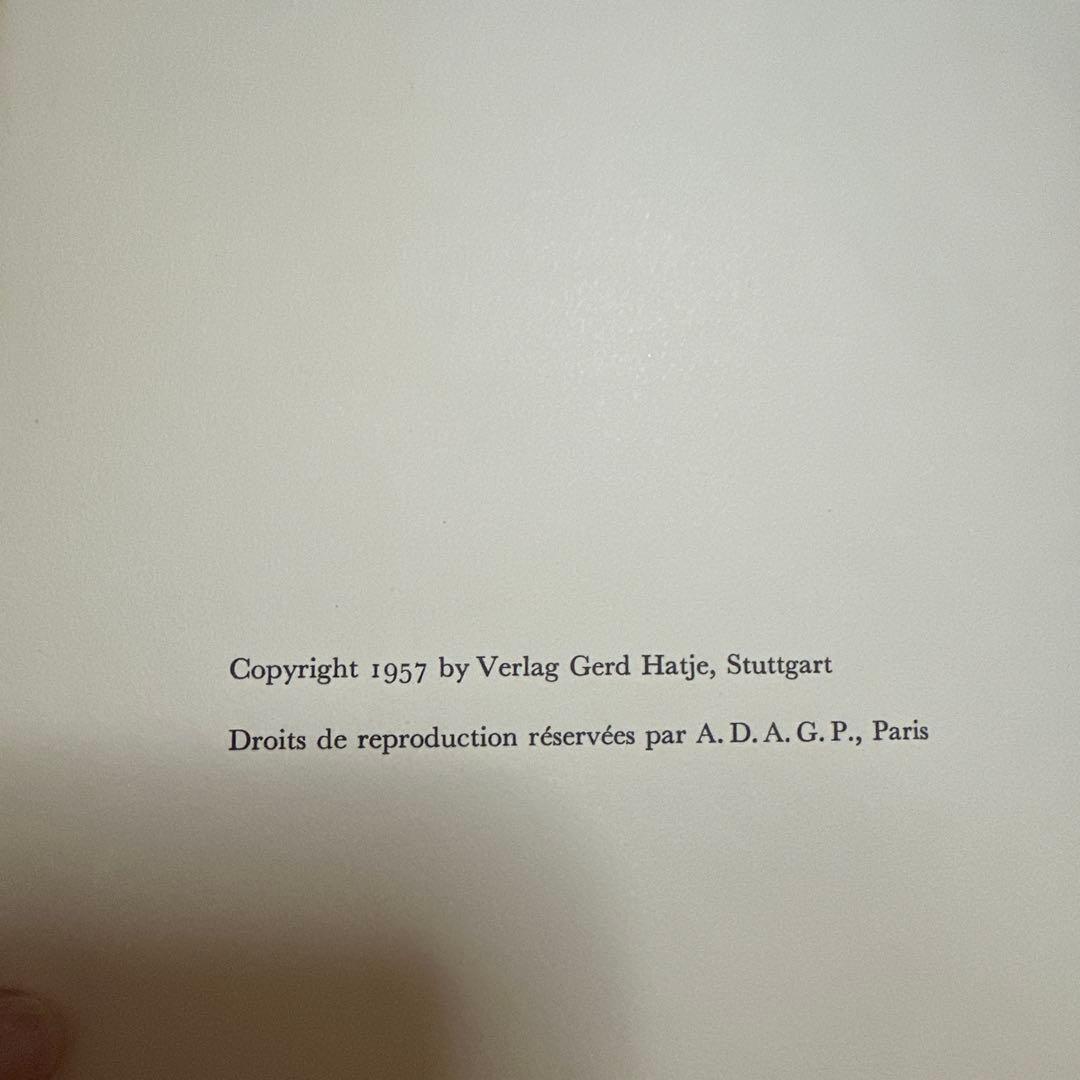 Copyright 1957 by Verlag Gerd Hatje, Stuttgart
Droits de reproduction réservées par A. D. A. G. P., Paris